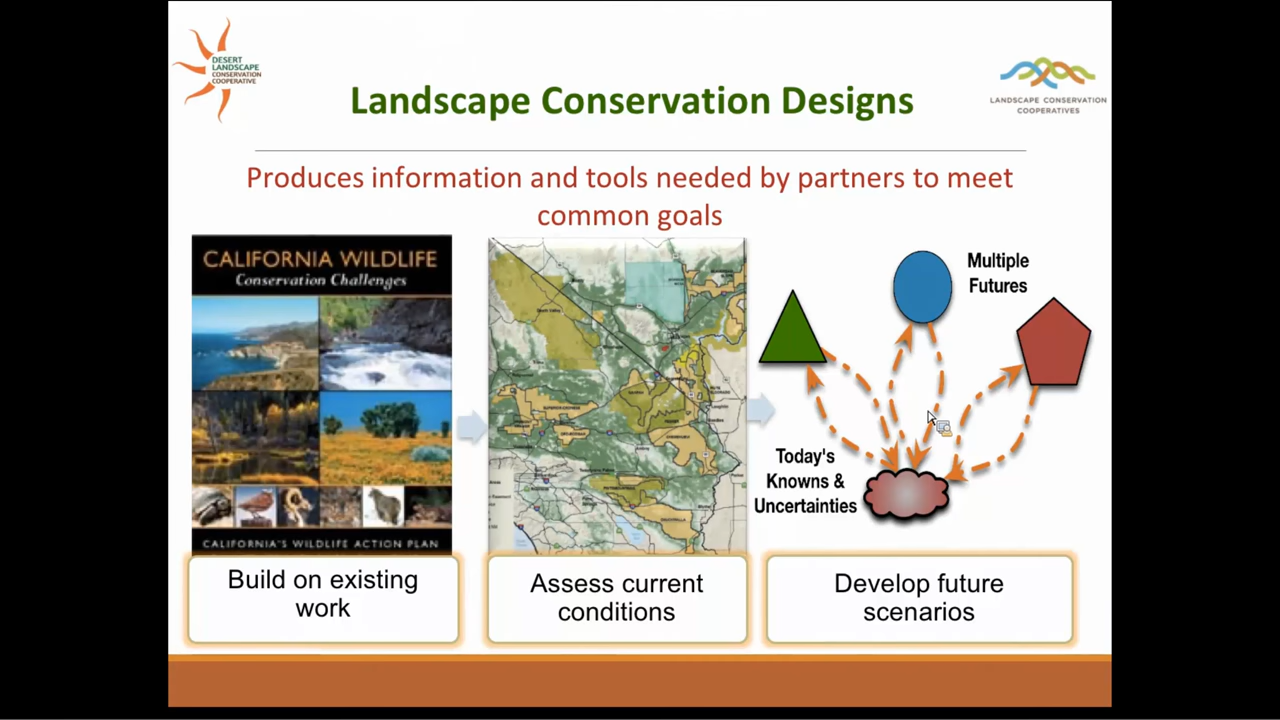 DESERT
LANDSCAPE
CONSERVATION
COOPERATIVE
LANDSCAPE CONSERVATION
COOPERATIVES
Landscape Conservation Designs
Produces information and tools needed by partners to meet
common goals
CALIFORNIA WILDLIFE
Conservation Challenges
CALIFORNIA'S WILDLIFE ACTION PLAN
Multiple
Futures
Today's
Knowns &
Uncertainties
Build on existing
work
Assess current
conditions
Develop future
scenarios